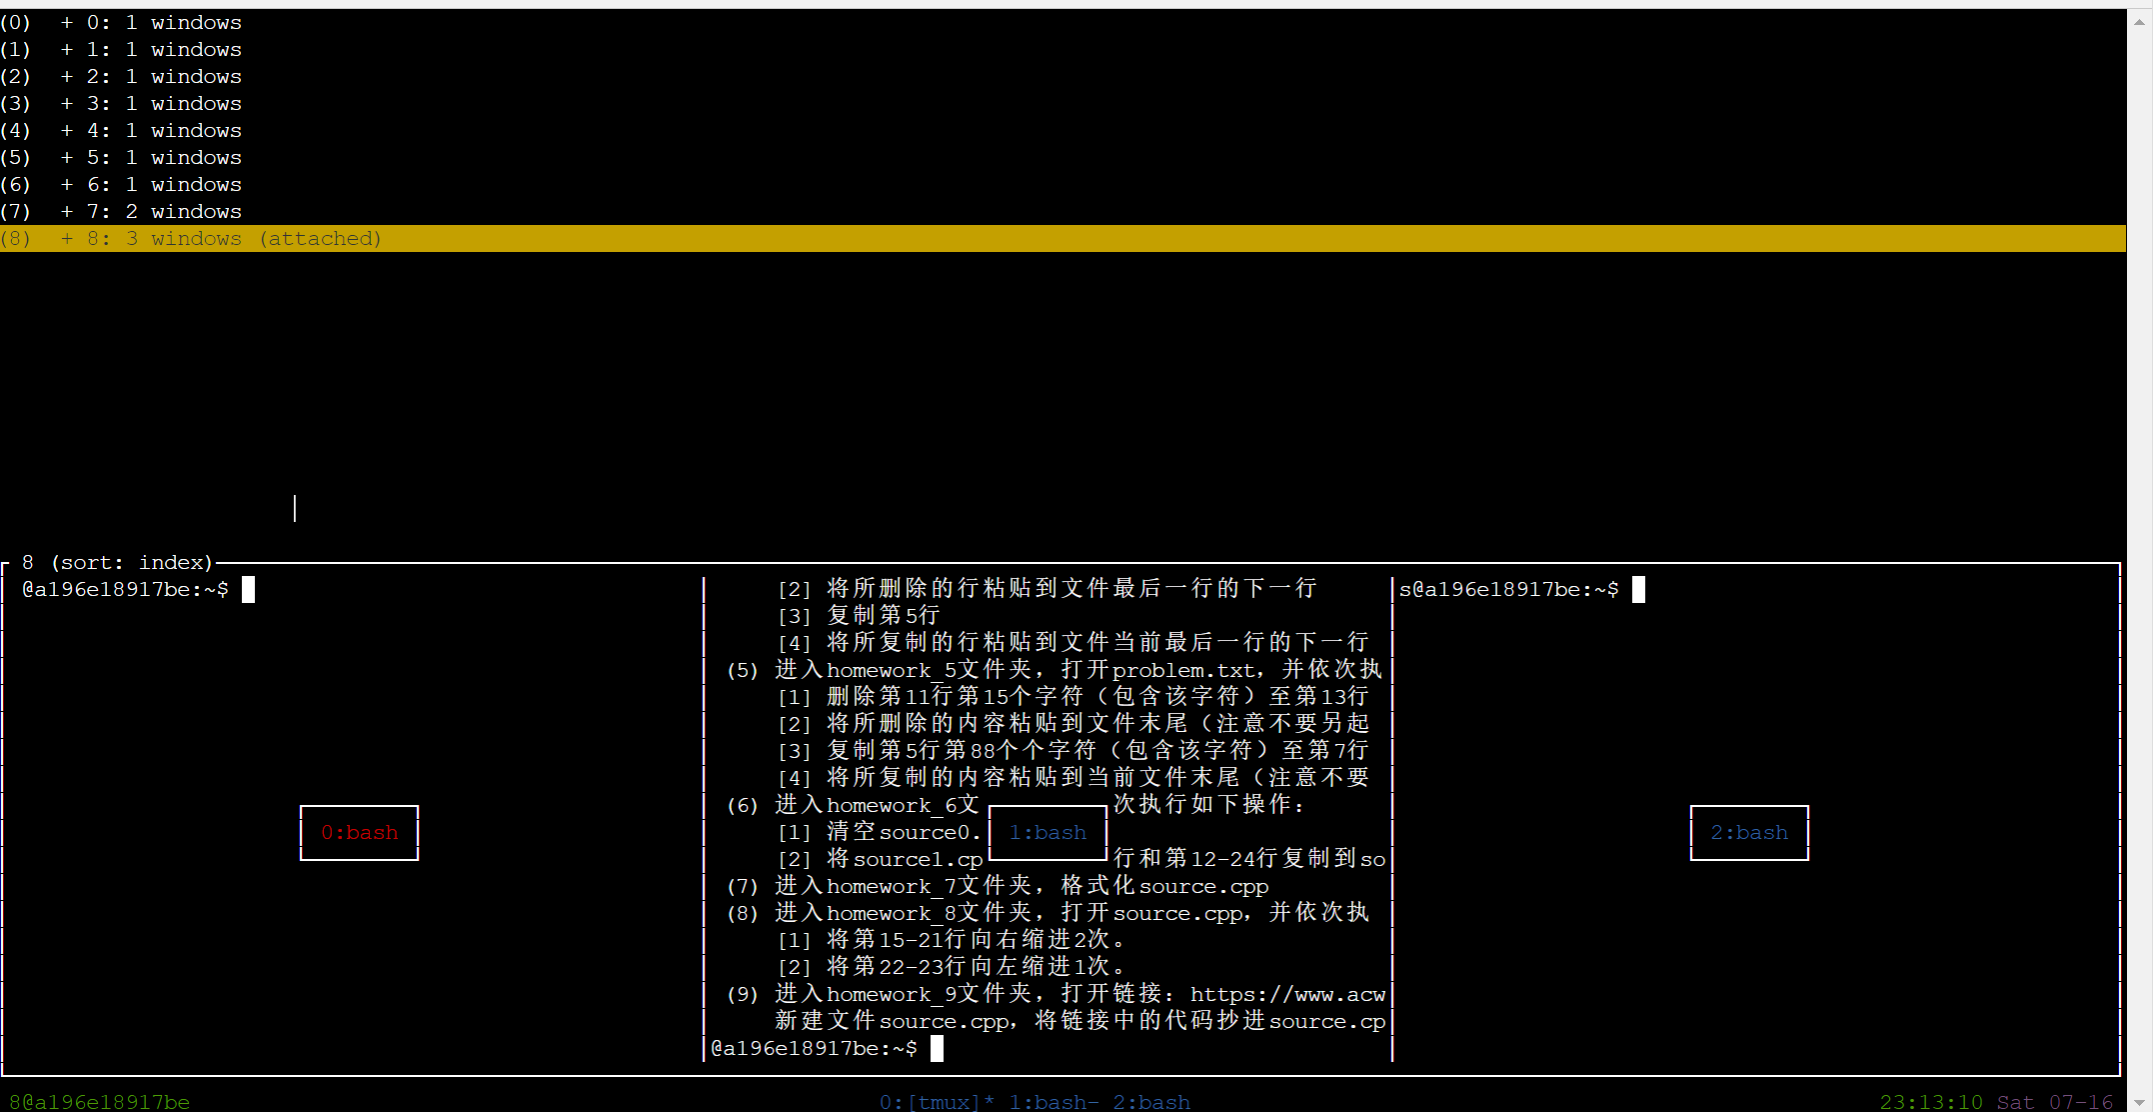 (0)  + 0: 1 windows
(1)  + 1: 1 windows
(2)  + 2: 1 windows
(3)  + 3: 1 windows
(4)  + 4: 1 windows
(5)  + 5: 1 windows
(6)  + 6: 1 windows
(7)  + 7: 2 windows
(8)  + 8: 3 windows (attached)
8 (sort: index)
@a196e18917be:~$
[2] 将所删除的行粘贴到文件最后一行的下一行
[3] 复制第5行
[4] 将所复制的行粘贴到文件当前最后一行的下一行
(5) 进入homework_5文件夹，打开problem.txt，并依次执
[1] 删除第11行第15个字符（包含该字符）至第13行
[2] 将所删除的内容粘贴到文件末尾（注意不要另起
[3] 复制第5行第88个个字符（包含该字符）至第7行
[4] 将所复制的内容粘贴到当前文件末尾（注意不要
(6) 进入homework_6文 次执行如下操作：
[1] 清空source0.
[2] 将source1.cp 行和第12-24行复制到so
(7) 进入homework_7文件夹，格式化source.cpp
(8) 进入homework_8文件夹，打开source.cpp，并依次执
[1] 将第15-21行向右缩进2次。
[2] 将第22-23行向左缩进1次。
(9) 进入homework_9文件夹，打开链接：https://www.acw
新建文件source.cpp，将链接中的代码抄进source.cp
@a196e18917be:~$
s@a196e18917be:~$
0:bash
1:bash
2:bash
8@a196e18917be 0:[tmux]* 1:bash- 2:bash 23:13:10 Sat 07-16